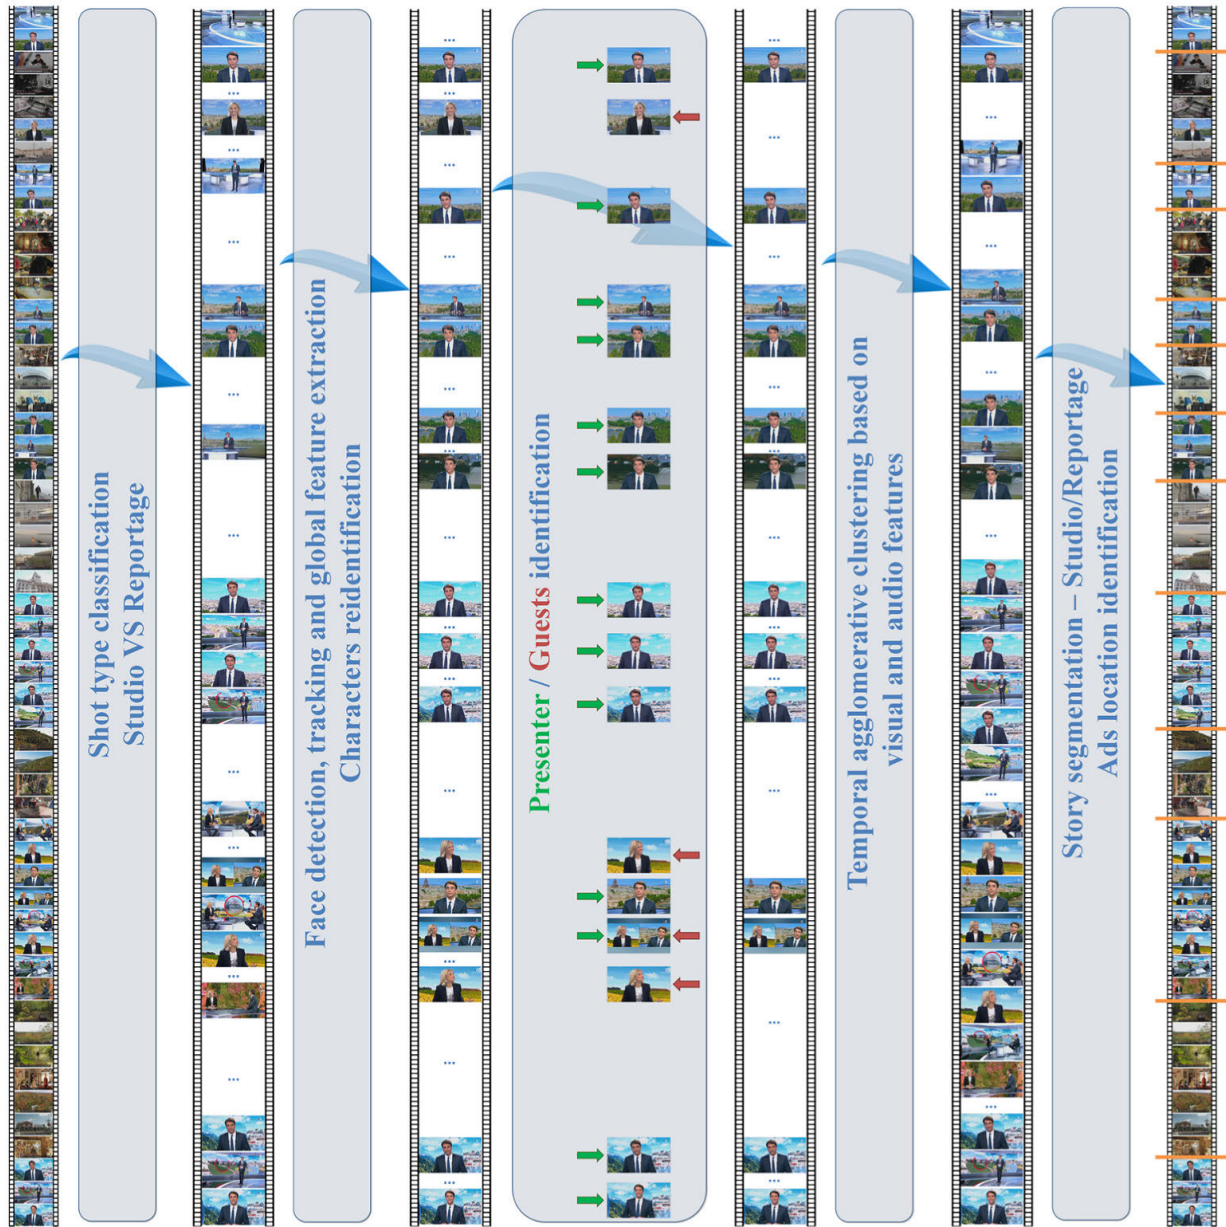 Shot type classification
Studio VS Reportage
Face detection, tracking and global feature extraction
Characters reidentification
Presenter / Guests identification
Temporal agglomerative clustering based on
visual and audio features
Story segmentation – Studio/Reportage
Ads location identification